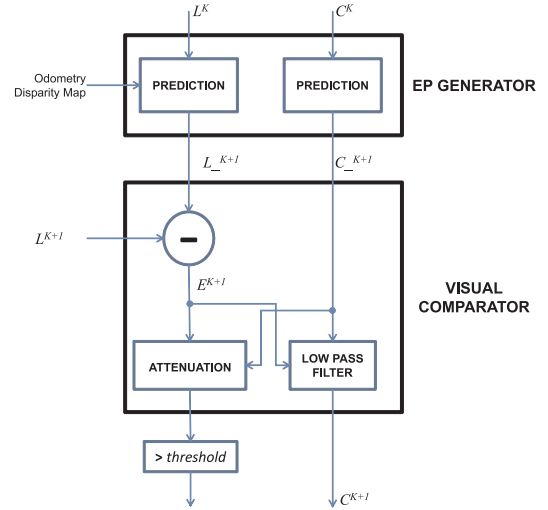 L^K
C^K
Odometry
Disparity Map
PREDICTION
PREDICTION
EP GENERATOR
L_^K+1
C_^K+1
L^K+1
-
E^K+1
VISUAL
COMPARATOR
ATTENUATION
LOW PASS
FILTER
> threshold
C^K+1